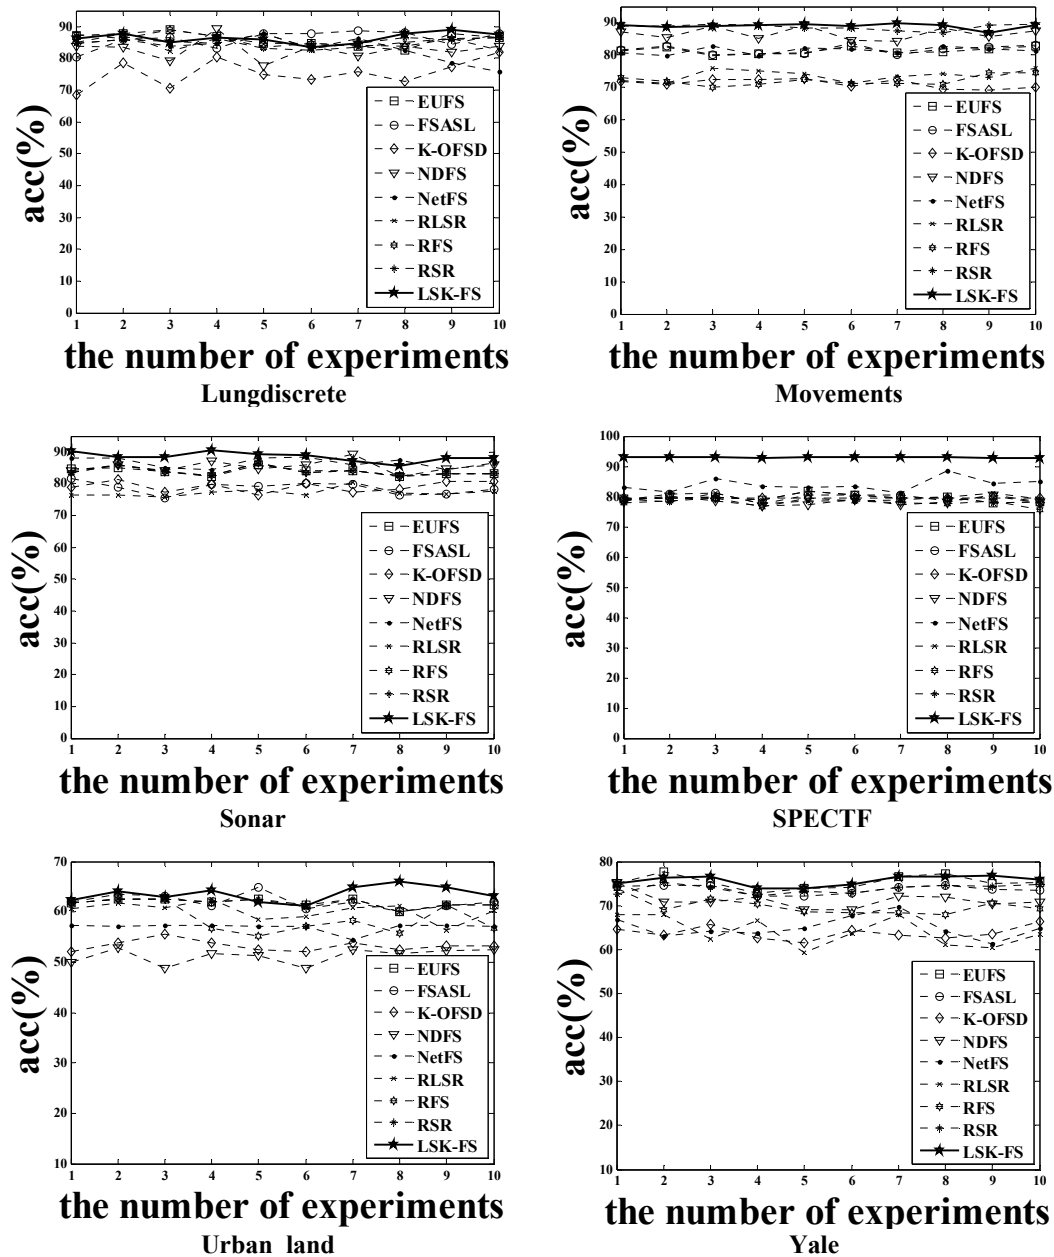 90
80
70
60
50
40
30
20
10
0
acc(%)
EUFS
FSASL
K-OFSD
NDFS
NetFS
RLSR
RFS
RSR
LSK-FS
1 2 3 4 5 6 7 8 9 10
the number of experiments
Lungdiscrete
90
80
70
60
50
40
30
20
10
0
acc(%)
EUFS
FSASL
K-OFSD
NDFS
NetFS
RLSR
RFS
RSR
LSK-FS
1 2 3 4 5 6 7 8 9 10
the number of experiments
Movements
90
80
70
60
50
40
30
20
10
0
acc(%)
EUFS
FSASL
K-OFSD
NDFS
NetFS
RLSR
RFS
RSR
LSK-FS
1 2 3 4 5 6 7 8 9 10
the number of experiments
Sonar
100
90
80
70
60
50
40
30
20
10
0
acc(%)
EUFS
FSASL
K-OFSD
NDFS
NetFS
RLSR
RFS
RSR
LSK-FS
1 2 3 4 5 6 7 8 9 10
the number of experiments
SPECTF
70
60
50
40
30
20
10
acc(%)
EUFS
FSASL
K-OFSD
NDFS
NetFS
RLSR
RFS
RSR
LSK-FS
1 2 3 4 5 6 7 8 9 10
the number of experiments
Urban land
80
70
60
50
40
30
20
10
acc(%)
EUFS
FSASL
K-OFSD
NDFS
NetFS
RLSR
RFS
RSR
LSK-FS
1 2 3 4 5 6 7 8 9 10
the number of experiments
Yale